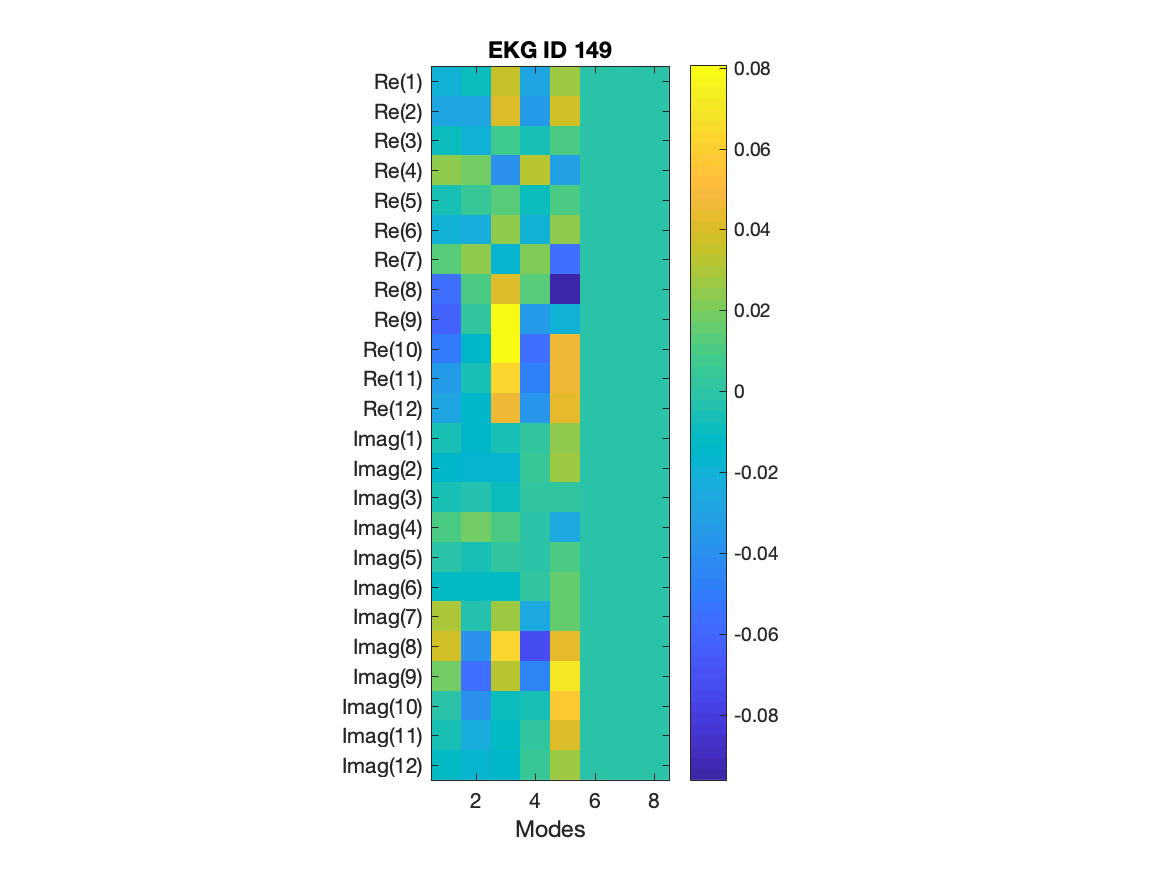 EKG ID 149
Re(1)
Re(2)
Re(3)
Re(4)
Re(5)
Re(6)
Re(7)
Re(8)
Re(9)
Re(10)
Re(11)
Re(12)
Imag(1)
Imag(2)
Imag(3)
Imag(4)
Imag(5)
Imag(6)
Imag(7)
Imag(8)
Imag(9)
Imag(10)
Imag(11)
Imag(12)
2 4 6 8
Modes
0.08
0.06
0.04
0.02
0
-0.02
-0.04
-0.06
-0.08